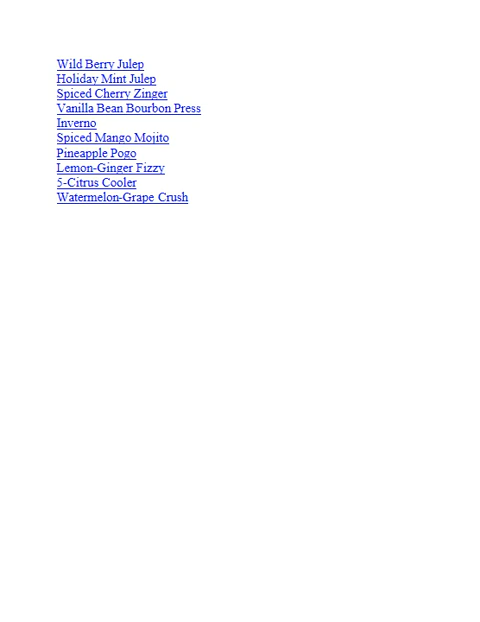 Wild Berry Julep
Holiday Mint Julep
Spiced Cherry Zinger
Vanilla Bean Bourbon Press
Inverno
Spiced Mango Mojito
Pineapple Pogo
Lemon-Ginger Fizzy
5-Citrus Cooler
Watermelon-Grape Crush